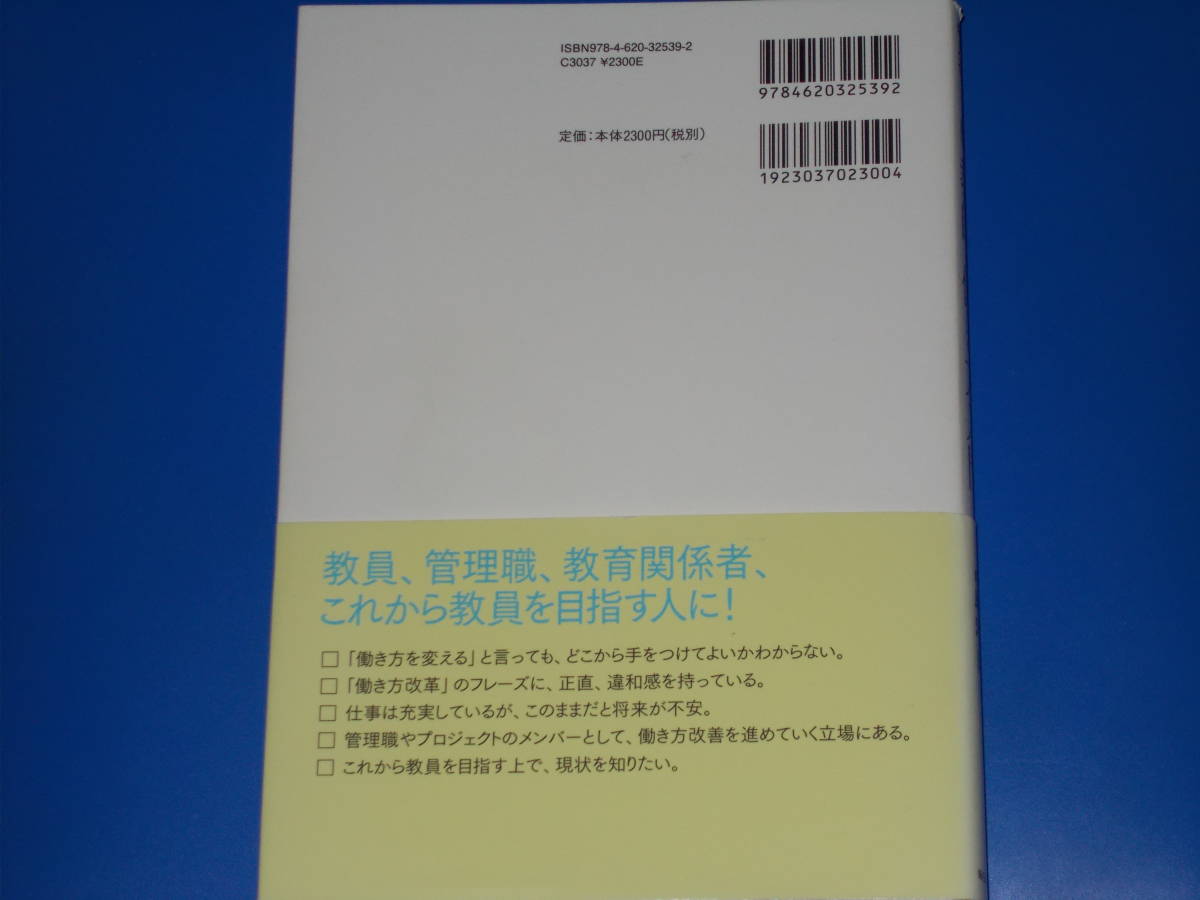 ISBN978-4-620-32539-2
C3037 ¥2300E
9784620325392
定価：本体2300円（税別）
1923037023004
教員、管理職、教育関係者、
これから教員を目指す人に！
□「働き方を変える」と言っても、どこから手をつけてよいかわからない。
□「働き方改革」のフレーズに、正直、違和感を持っている。
□ 仕事は充実しているが、このままだと将来が不安。
□ 管理職やプロジェクトのメンバーとして、働き方改善を進めていく立場にある。
□ これから教員を目指す上で、現状を知りたい。